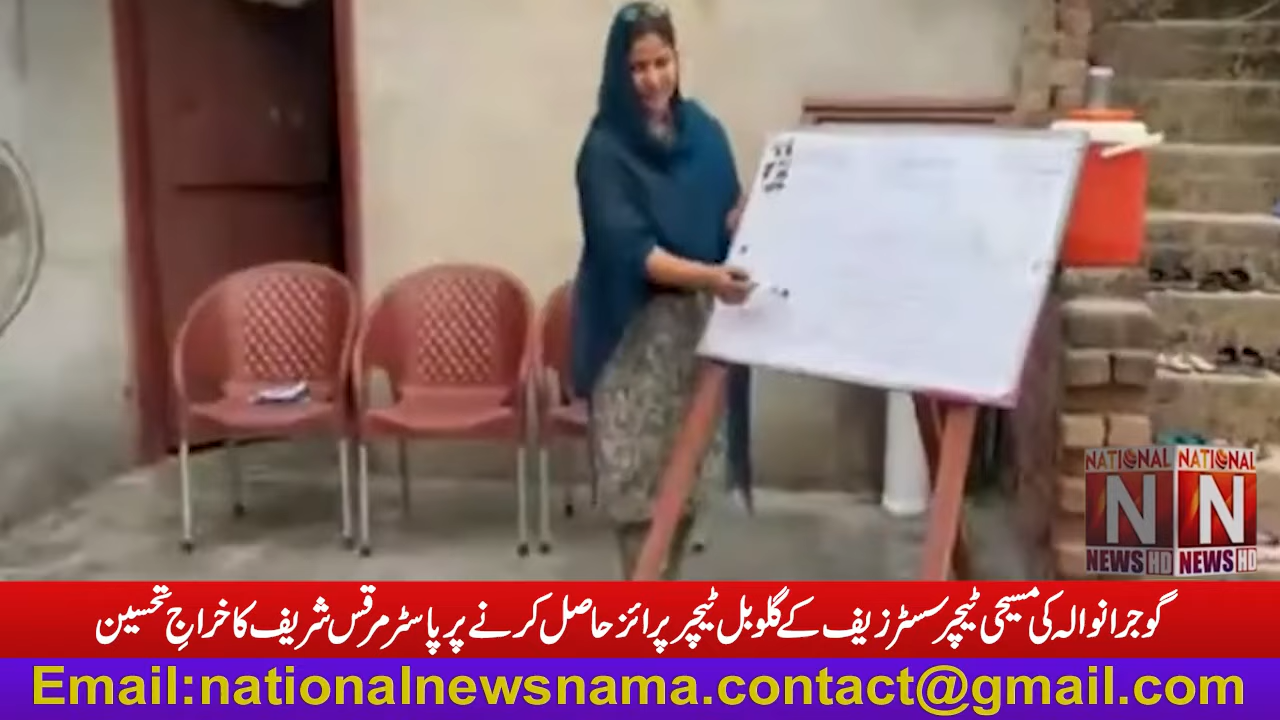 NATIONAL NATIONAL
N N
NEWS HD NEWS HD
گوجرانوالہ کی مسیحی ٹیچر سسٹر زیف کے گلوبل ٹیچر پرائز حاصل کرنے پر پاسٹر مرقس شریف کا خراجِ تحسین
Email:nationalnewsnama.contact@gmail.com